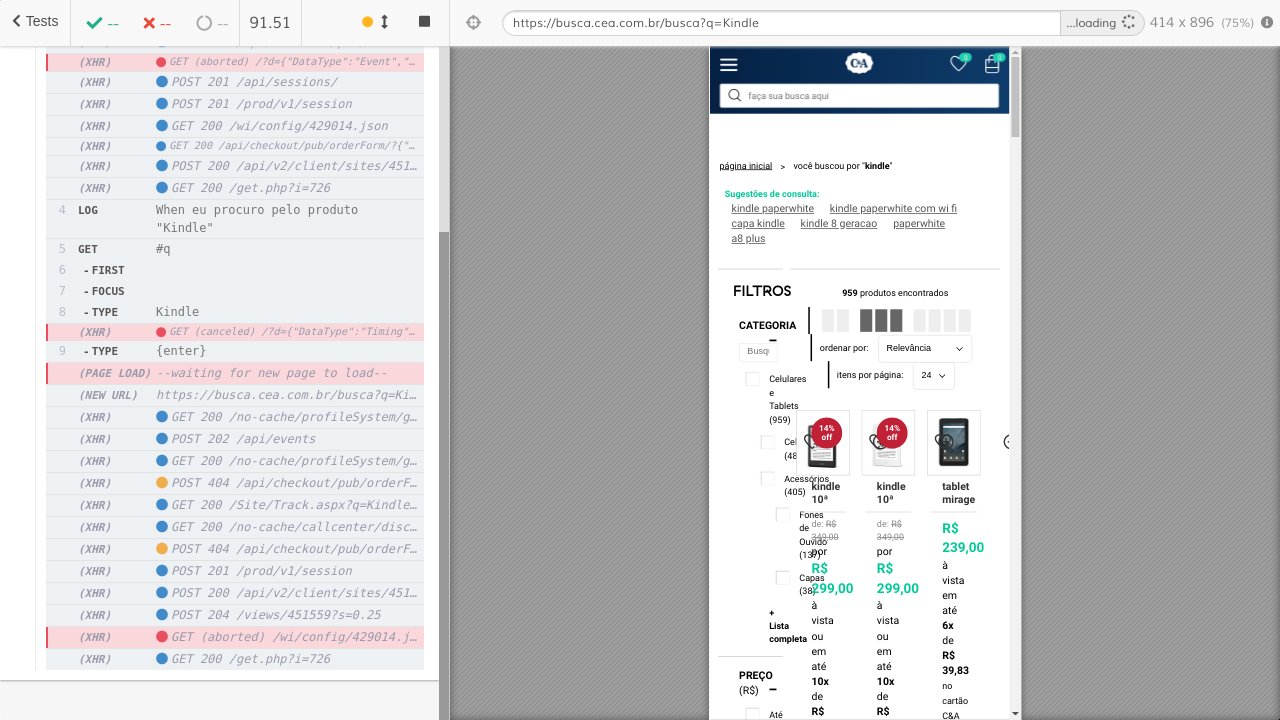 Tests
--
--
--
91.51
https://busca.cea.com.br/busca?q=Kindle
...loading
414 x 896 (75%)
(XHR) GET (aborted)
(XHR) POST 201 /api/events/
(XHR) POST 201 /prod/v1/session
(XHR) GET 200 /wi/config/429014.json
(XHR) GET 200 /api/checkout/pub/orderForm/?{"…
(XHR) POST 200 /api/v2/client/sites/451…
(XHR) GET 200 /get.php?i=726
4 LOG When eu procuro pelo produto
"Kindle"
5 GET #q
6 - FIRST
7 - FOCUS
8 - TYPE Kindle
(XHR) GET (canceled) /?d={"DataType":"Timing"…
- TYPE {enter}
(PAGE LOAD) --waiting for new page to load--
(NEW URL) https://busca.cea.com.br/busca?q=Ki…
(XHR) GET 200 /no-cache/profileSystem/g…
(XHR) POST 202 /api/events
(XHR) GET 200 /no-cache/profileSystem/g…
(XHR) POST 302 /api/checkout/pub/orderF…
(XHR) GET 200 /track.aspx?q=Kindle…
(XHR) GET 200 /no-cache/callcenter/disc…
(XHR) POST 404 /api/checkout/pub/orderF…
(XHR) POST 201 /prod/v1/session
(XHR) POST 200 /api/v2/client/sites/451…
(XHR) GET 204 /pixels/451559?s=0.25
(XHR) GET (aborted) /wi/config/429014.j…
(XHR) GET 200 /get.php?i=726
C&A
0
0
faça sua busca aqui
página inicial > você buscou por "kindle"
Sugestões de consulta:
kindle paperwhite kindle paperwhite com wi fi
capa kindle kindle 8 geracao paperwhite
a8 plus
FILTROS
959 produtos encontrados
CATEGORIA
ordenar por: Relevância
itens por página: 24
Celulares
e
Tablets
(959)
Acessórios
(405)
Fones
de
Ouvido
(137)
Capas
(38)
+
Lista
completa
PREÇO
(R$)
Até
14%
off
kindle
10ª
de: R$
349,00
por
R$
299,00
à
vista
ou
em
até
10x
de
R$
14%
off
kindle
10ª
de: R$
349,00
por
R$
299,00
à
vista
ou
em
até
10x
de
R$
tablet
mirage
R$
239,00
à
vista
em
até
6x
de
R$
39,83
no
cartão
C&A